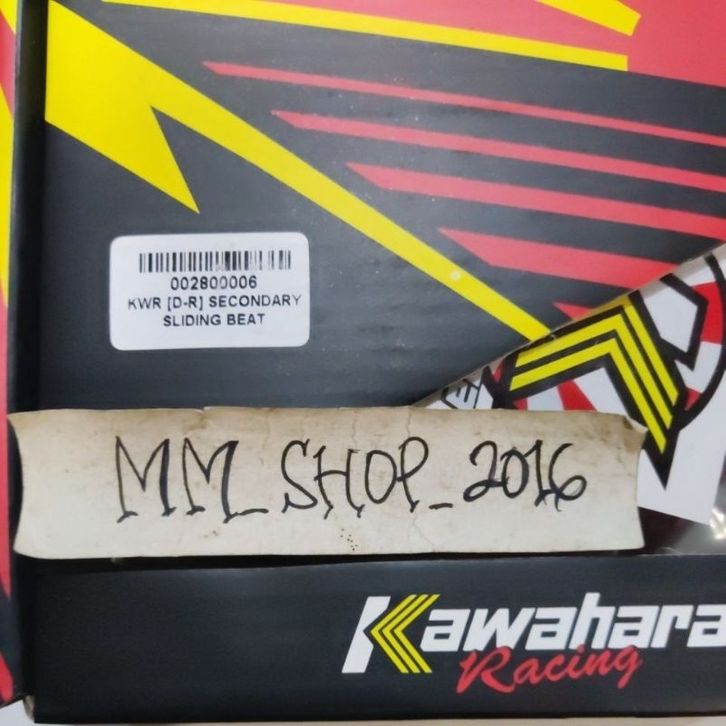 002800006
KWR [D-R] SECONDARY
SLIDING BEAT
MM_SHOP_2016
Kawahara
Racing